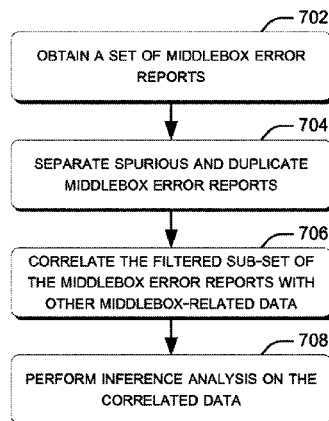 702
OBTAIN A SET OF MIDDLEBOX ERROR
REPORTS
704
SEPARATE SPURIOUS AND DUPLICATE
MIDDLEBOX ERROR REPORTS
706
CORRELATE THE FILTERED SUB-SET OF
THE MIDDLEBOX ERROR REPORTS WITH
OTHER MIDDLEBOX-RELATED DATA
708
PERFORM INFERENCE ANALYSIS ON THE
CORRELATED DATA